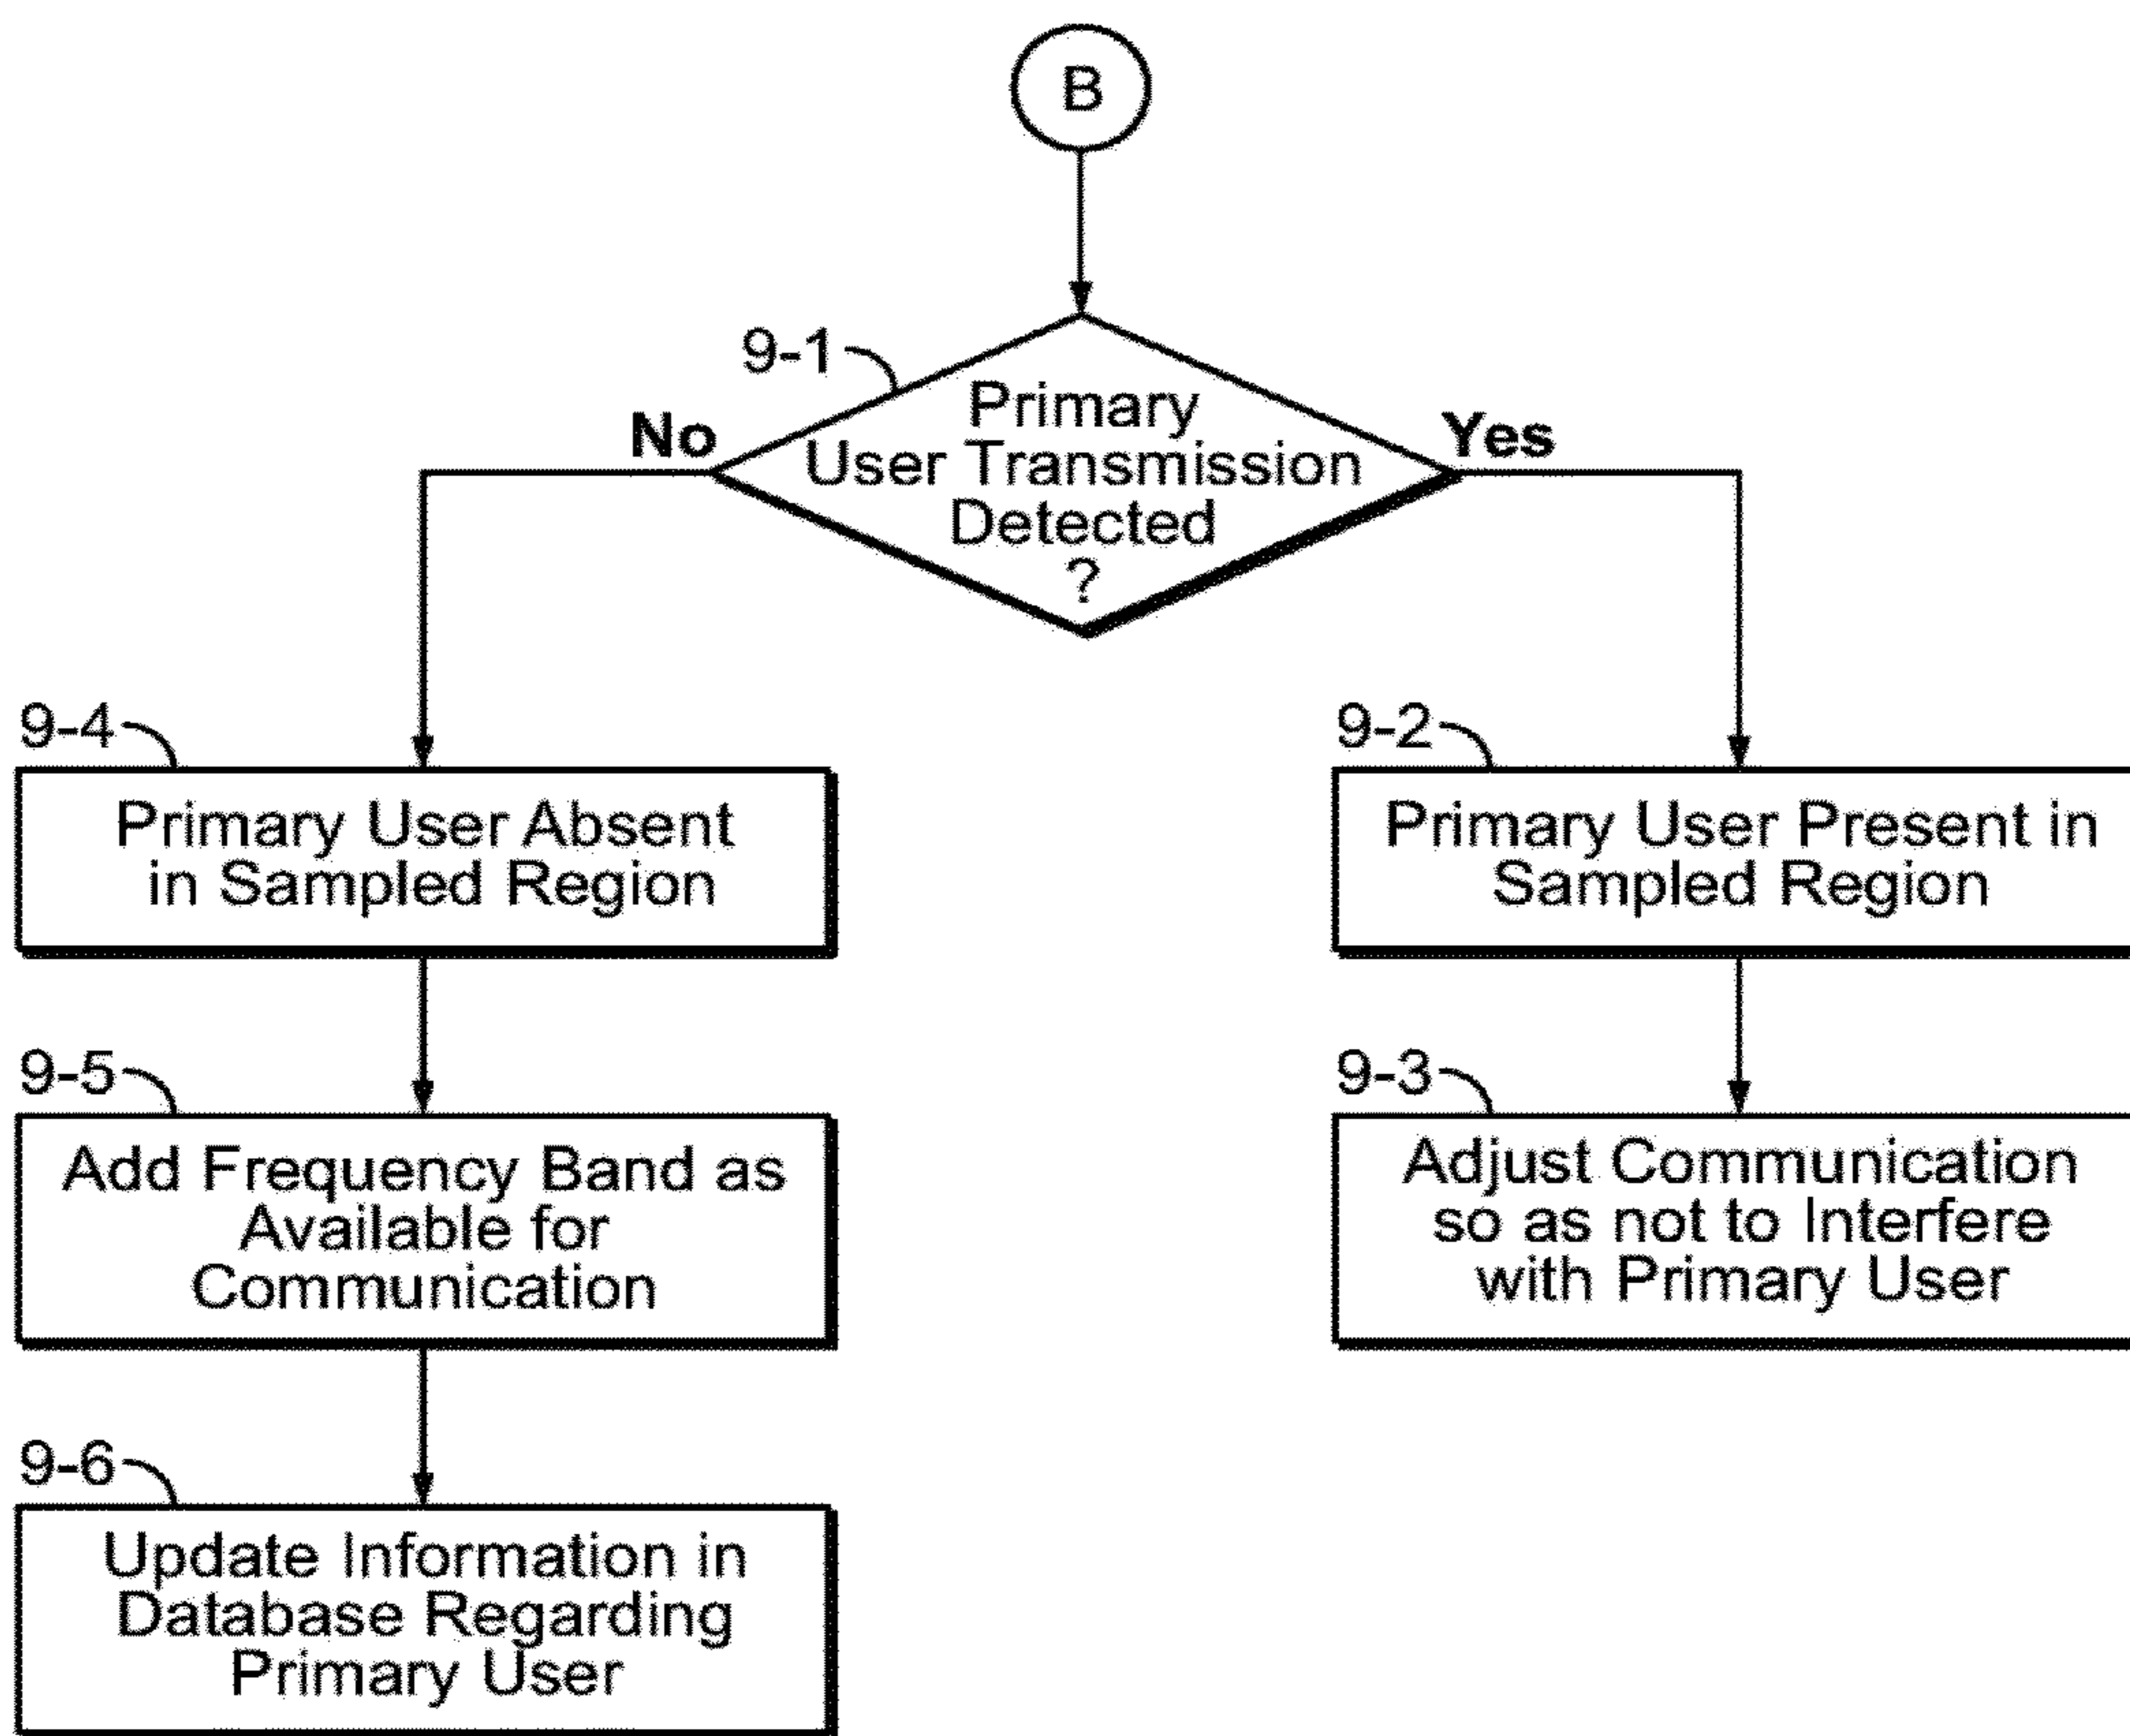 B
9-1
Primary
User Transmission
Detected
?
No
Yes
9-4
Primary User Absent
in Sampled Region
9-2
Primary User Present in
Sampled Region
9-5
Add Frequency Band as
Available for
Communication
9-3
Adjust Communication
so as not to Interfere
with Primary User
9-6
Update Information in
Database Regarding
Primary User